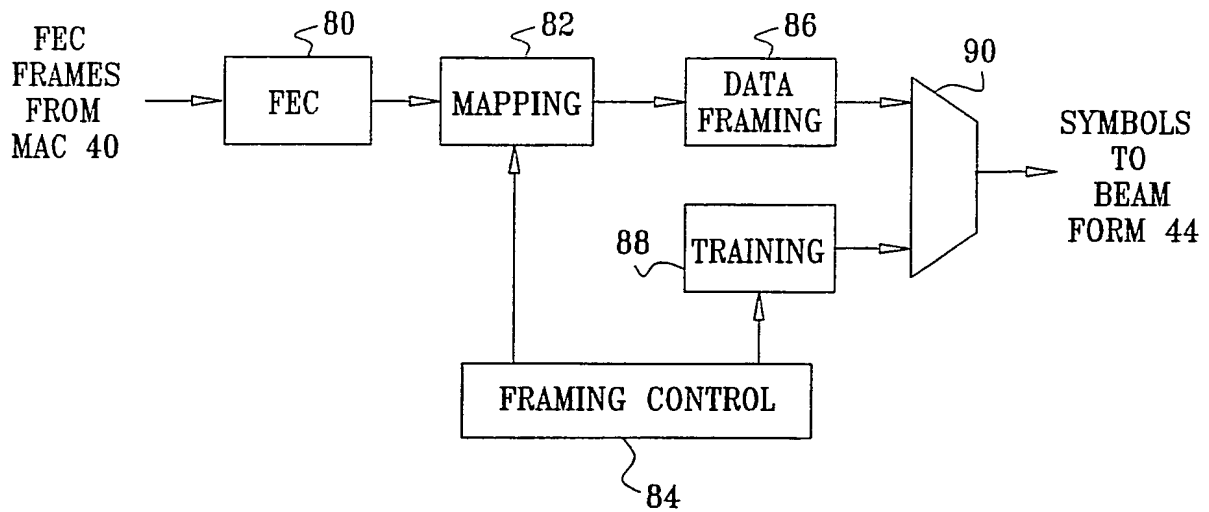 FEC
FRAMES
FROM
MAC 40
80
FEC
82
MAPPING
86
DATA
FRAMING
90
SYMBOLS
TO
BEAM
FORM 44
88
TRAINING
FRAMING CONTROL
84